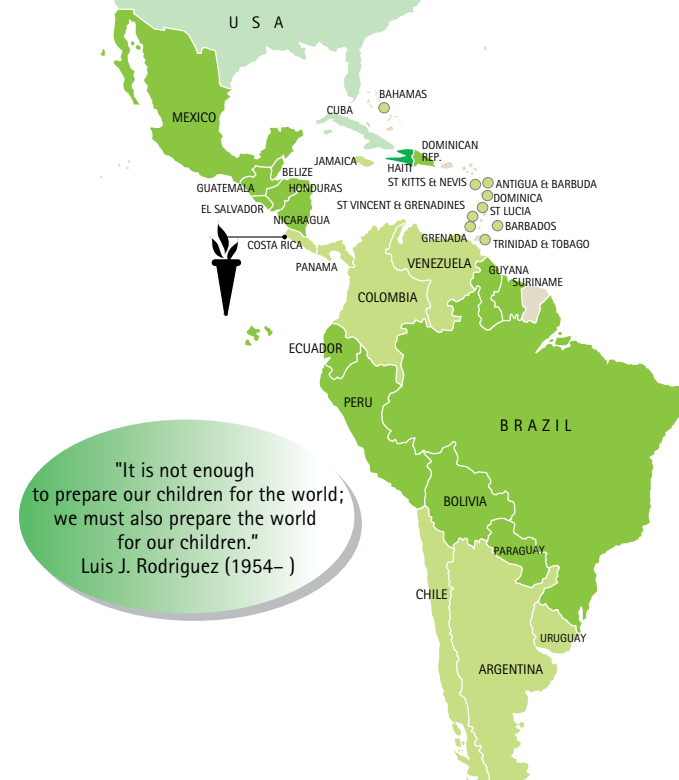 U S A
BAHAMAS
CUBA
MEXICO
DOMINICAN
REP.
JAMAICA
HAITI
BELIZE
ST KITTS & NEVIS
ANTIGUA & BARBUDA
GUATEMALA
HONDURAS
DOMINICA
ST VINCENT & GRENADINES
EL SALVADOR
ST LUCIA
NICARAGUA
BARBADOS
GRENADA
COSTA RICA
TRINIDAD & TOBAGO
PANAMA
VENEZUELA
GUYANA
SURINAME
COLOMBIA
ECUADOR
PERU
B R A Z I L
"It is not enough
to prepare our children for the world;
we must also prepare the world
for our children."
Luis J. Rodriguez (1954– )
BOLIVIA
PARAGUAY
CHILE
URUGUAY
ARGENTINA